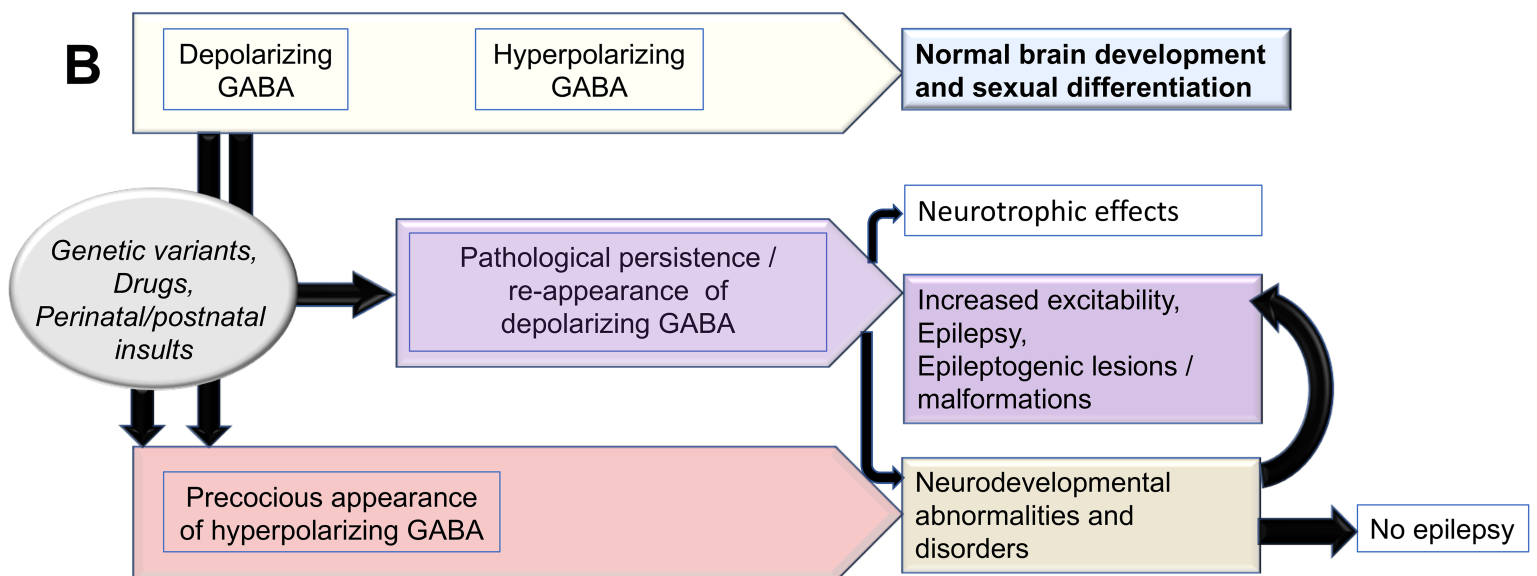 B
Depolarizing
GABA
Hyperpolarizing
GABA
Normal brain development
and sexual differentiation
Genetic variants,
Drugs,
Perinatal/postnatal
insults
Pathological persistence /
re-appearance of
depolarizing GABA
Neurotrophic effects
Increased excitability,
Epilepsy,
Epileptogenic lesions /
malformations
Precocious appearance
of hyperpolarizing GABA
Neurodevelopmental
abnormalities and
disorders
No epilepsy